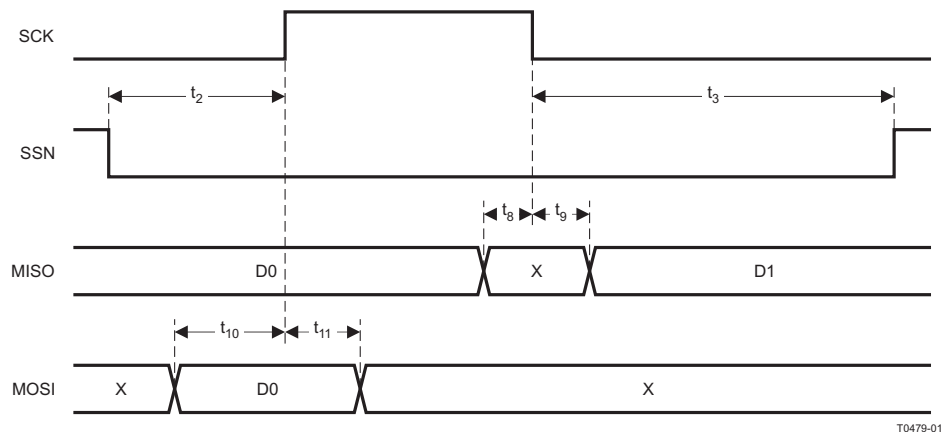 SCK
t2
t3
SSN
t8
t9
MISO
D0
X
D1
t10
t11
MOSI
X
D0
X
T0479-01